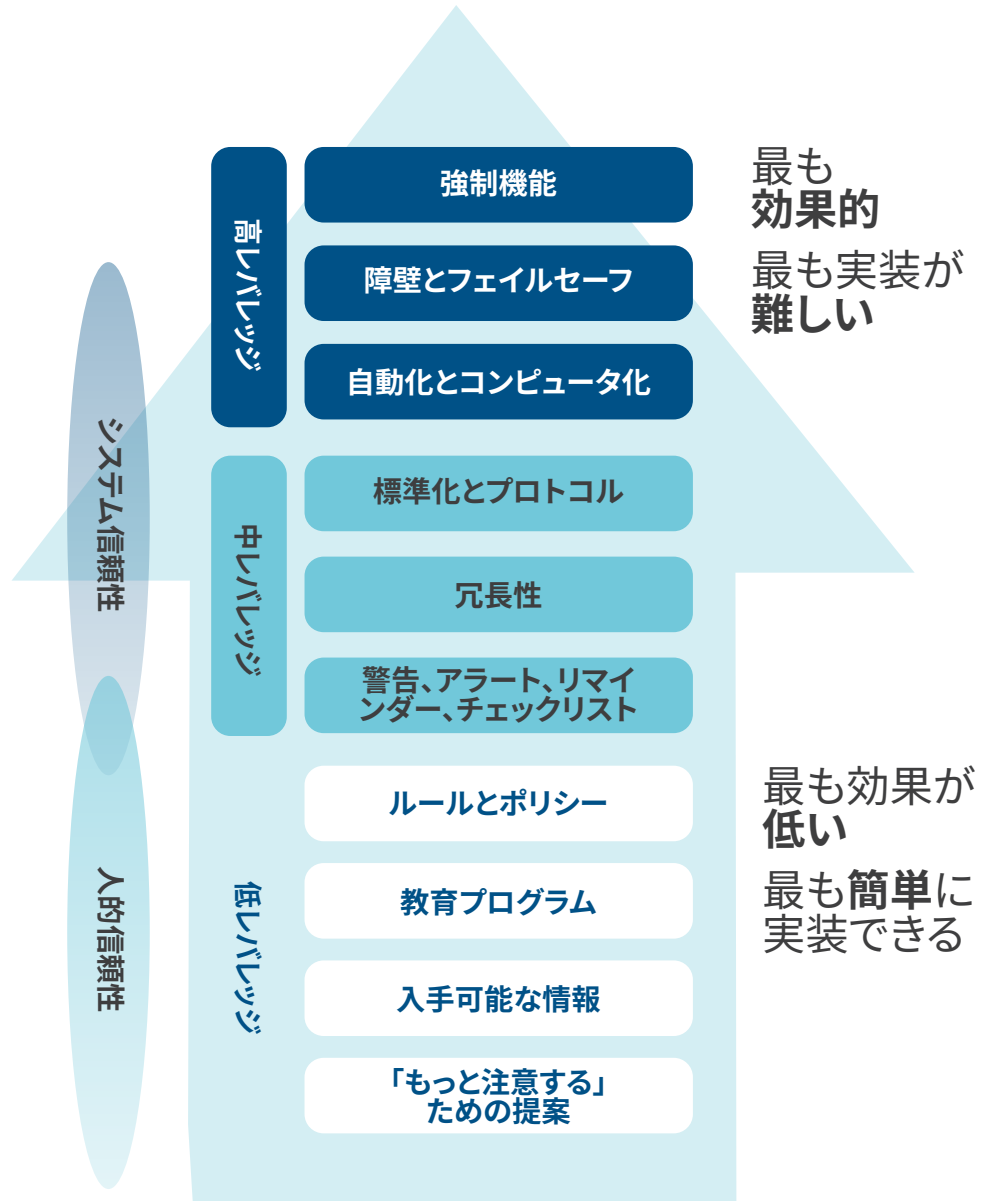 高レバレッジ
強制機能
障壁とフェイルセーフ
自動化とコンピュータ化
最も
効果的
最も実装が
難しい
システム信頼性
中レバレッジ
標準化とプロトコル
冗長性
警告、アラート、リマイ
ンダー、チェックリスト
人的信頼性
低レバレッジ
ルールとポリシー
教育プログラム
入手可能な情報
「もっと注意する」
ための提案
最も効果が
低い
最も簡単に
実装できる